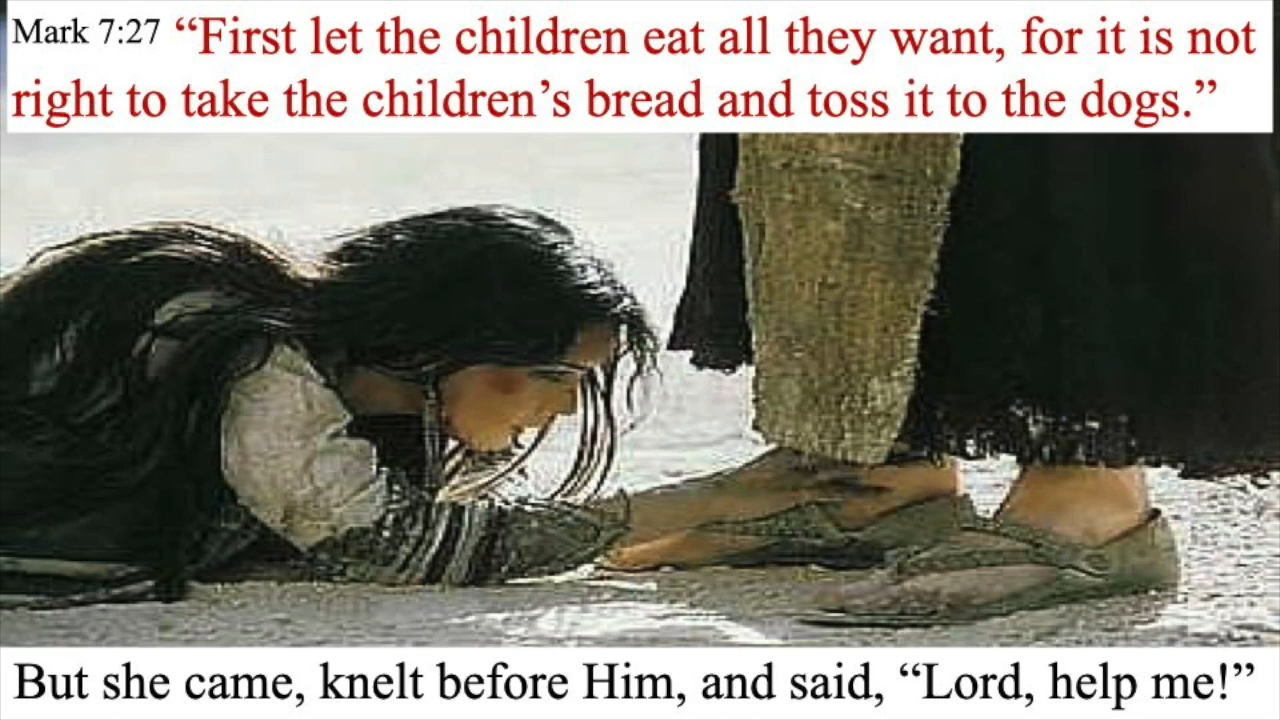 Mark 7:27 “First let the children eat all they want, for it is not
right to take the children’s bread and toss it to the dogs.”
But she came, knelt before Him, and said, “Lord, help me!”